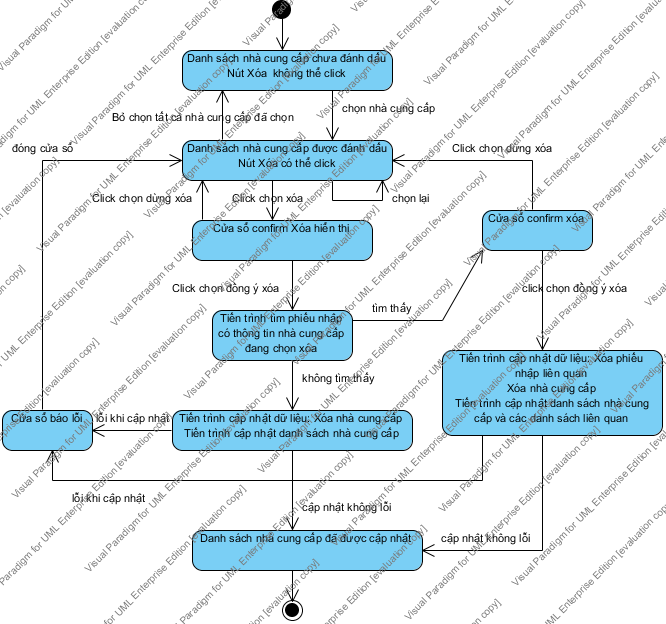 Danh sách nhà cung cấp chưa đánh dấu
Nút Xóa không thể click
chọn nhà cung cấp
Bỏ chọn tất cả nhà cung cấp đã chọn
đóng cửa sổ
Danh sách nhà cung cấp được đánh dấu
Nút Xóa có thể click
Click chọn dừng xóa
Click chọn dừng xóa
Click chọn xóa
chọn lại
Cửa sổ confirm Xóa hiển thị
Cửa sổ confirm xóa
Click chọn đồng ý xóa
click chọn đồng ý xóa
Tiến trình tìm phiếu nhập
có thông tin nhà cung cấp
đang chọn xóa
tìm thấy
không tìm thấy
Tiến trình cập nhật dữ liệu: Xóa phiếu
nhập liên quan
Xóa nhà cung cấp
Tiến trình cập nhật danh sách nhà cung
cấp và các danh sách liên quan
Cửa sổ báo lỗi
lỗi khi cập nhật
Tiến trình cập nhật dữ liệu: Xóa nhà cung cấp
Tiến trình cập nhật danh sách nhà cung cấp
lỗi khi cập nhật
cập nhật không lỗi
cập nhật không lỗi
Danh sách nhà cung cấp đã được cập nhật
Visual Paradigm for UML Enterprise Edition [evaluation copy]